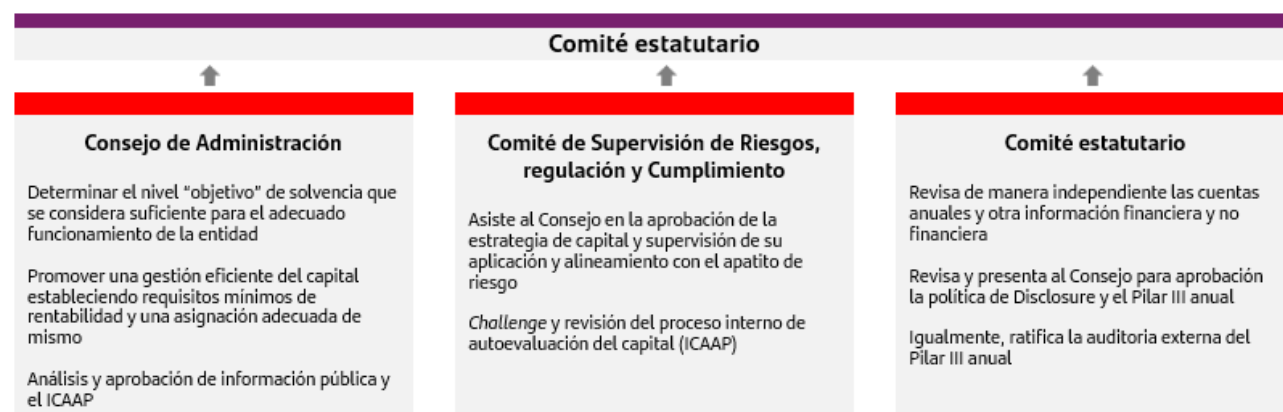 Comité estatutario
Consejo de Administración
Determinar el nivel “objetivo” de solvencia que
se considera suficiente para el adecuado
funcionamiento de la entidad
Promover una gestión eficiente del capital
estableciendo requisitos mínimos de
rentabilidad y una asignación adecuada de
mismo
Análisis y aprobación de información pública y
el ICAAP
Comité de Supervisión de Riesgos,
regulación y Cumplimiento
Asiste al Consejo en la aprobación de la
estrategia de capital y supervisión de su
aplicación y alineamiento con el apatito de
riesgo
Challenge y revisión del proceso interno de
autoevaluación del capital (ICAAP)
Comité estatutario
Revisa de manera independiente las cuentas
anuales y otra información financiera y no
financiera
Revisa y presenta al Consejo para aprobación
la política de Disclosure y el Pilar III anual
Igualmente, ratifica la auditoria externa del
Pilar III anual